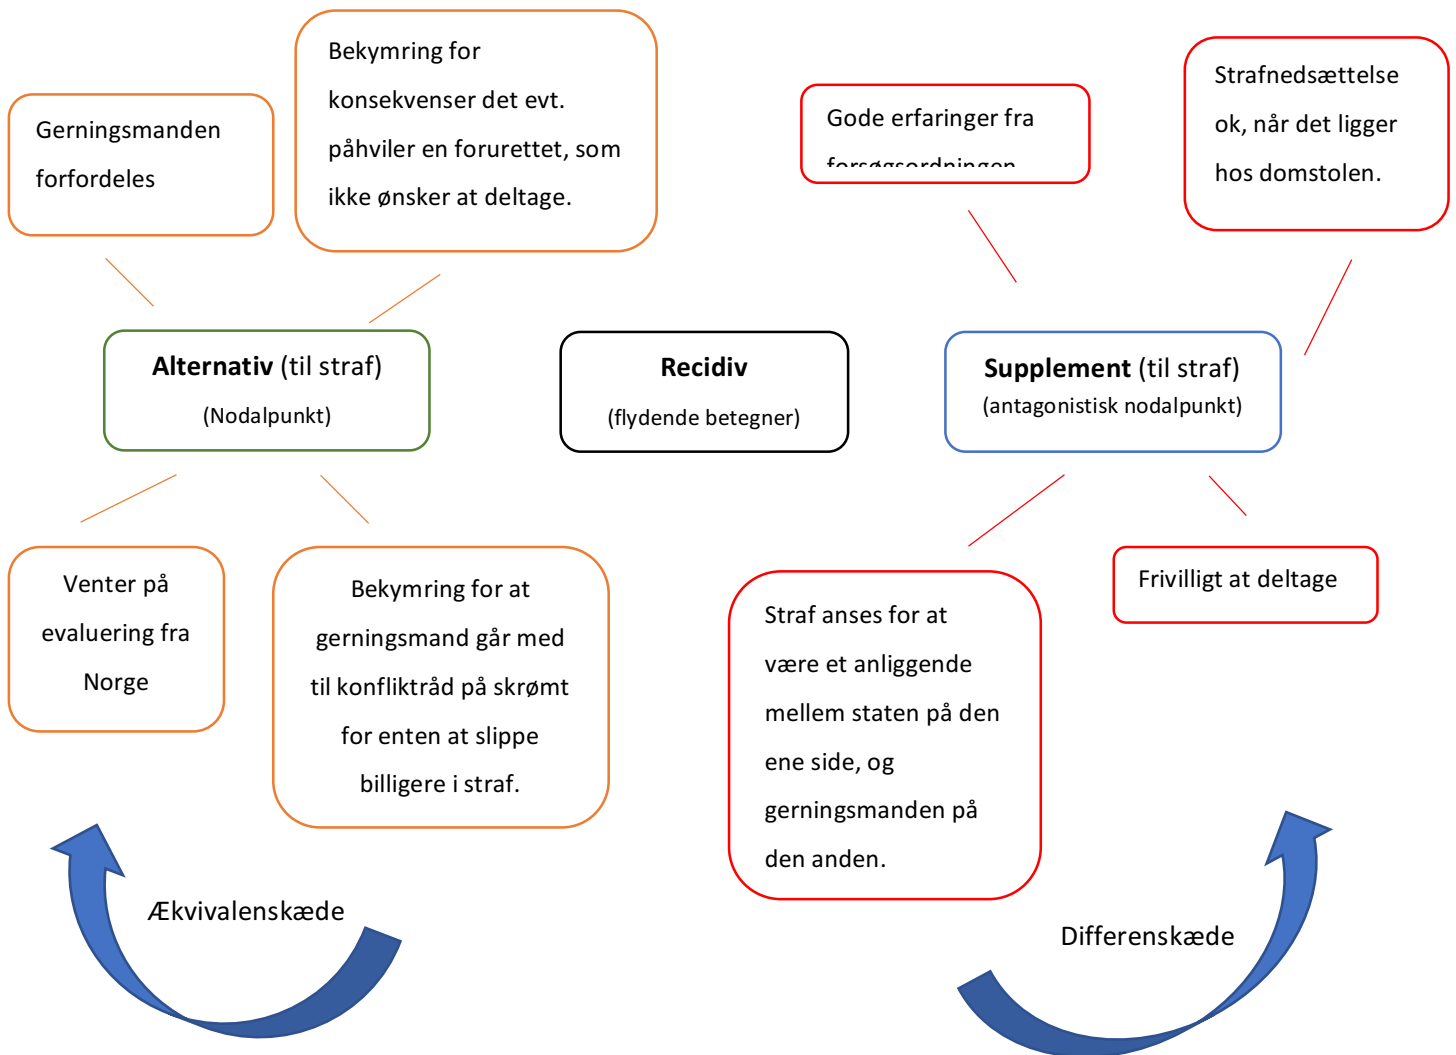 Gerningsmanden
forfordeles
Bekymring for
konsekvenser det evt.
påhviler en forurettet, som
ikke ønsker at deltage.
Gode erfaringer fra
forsøgsordningen
Strafnedsættelse
ok, når det ligger
hos domstolen.
Alternativ (til straf)
(Nodalpunkt)
Recidiv
(flydende betegner)
Supplement (til straf)
(antagonistisk nodalpunkt)
Venter på
evaluering fra
Norge
Bekymring for at
gerningsmand går med
til konfliktråd på skrømt
for enten at slippe
billigere i straf.
Straf anses for at
være et anliggende
mellem staten på den
ene side, og
gerningsmanden på
den anden.
Frivilligt at deltage
Ækvivalenskæde
Differenskæde